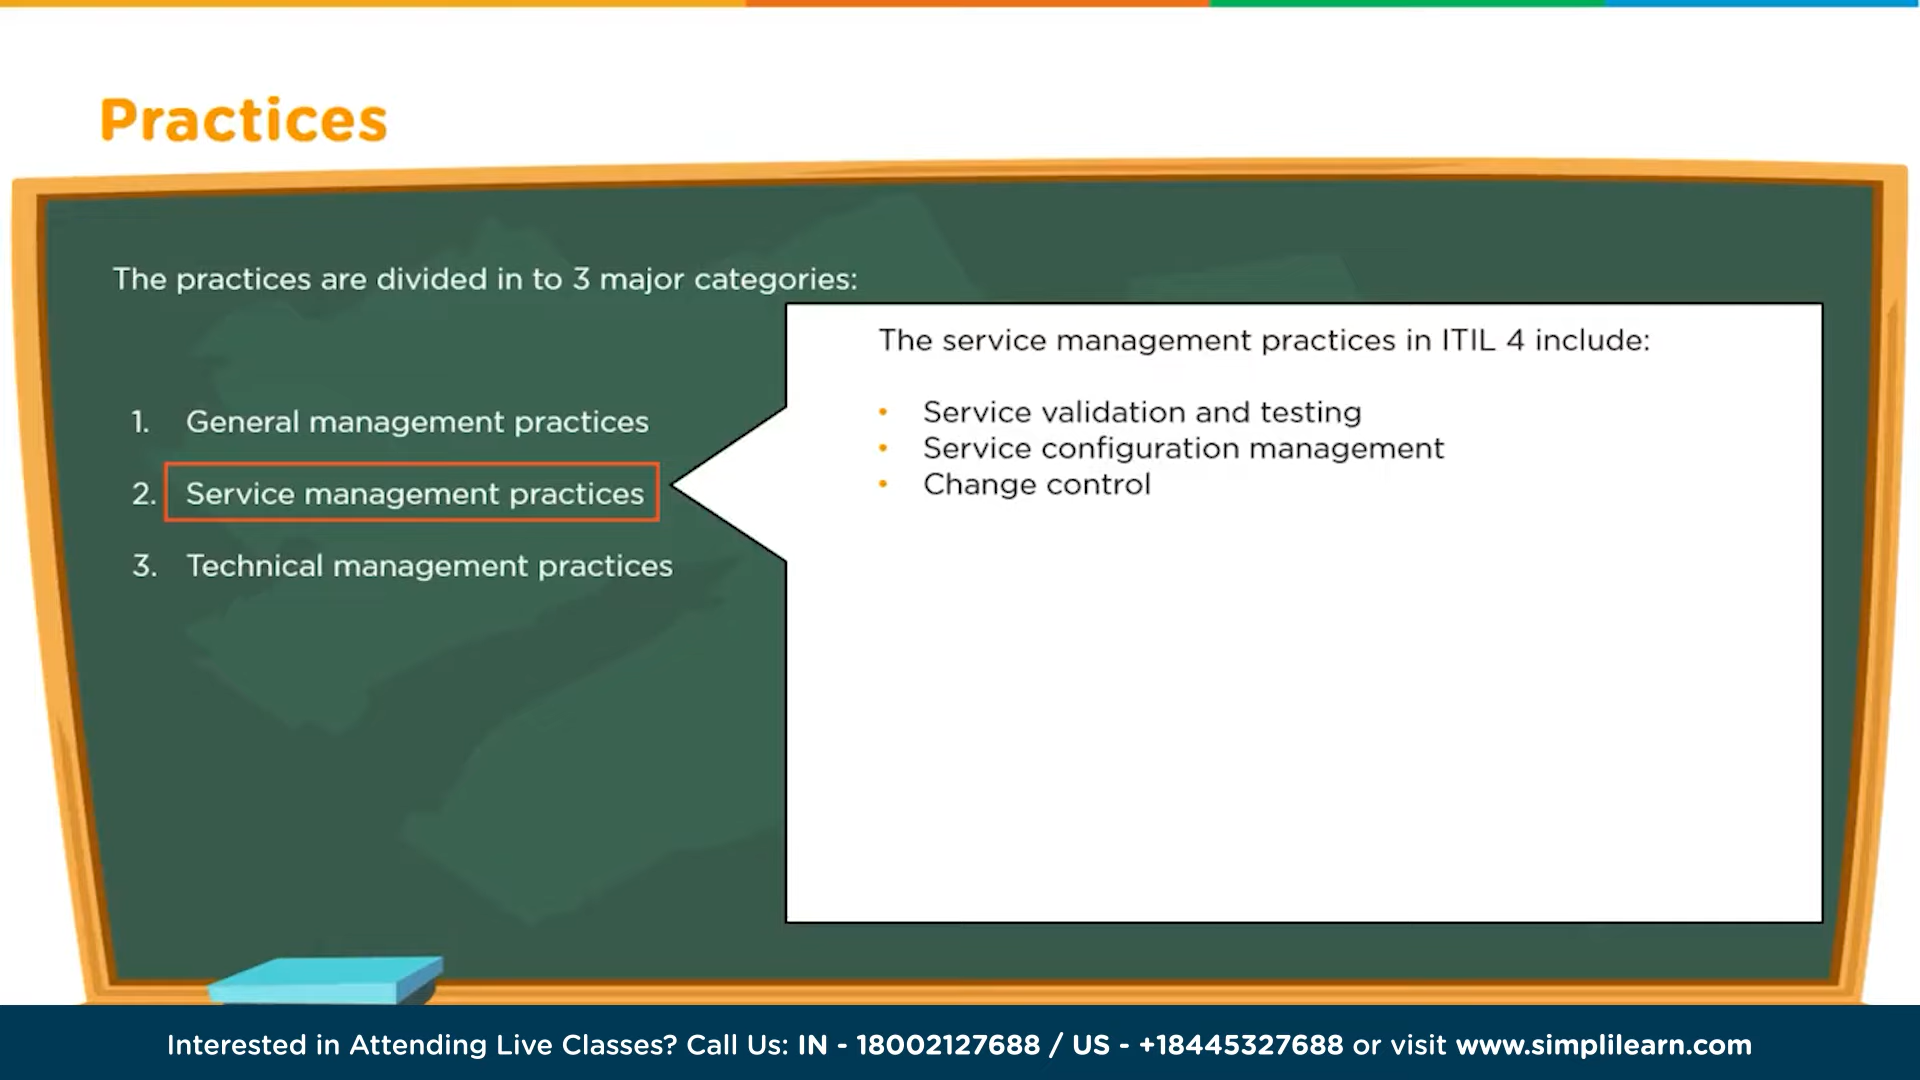 Practices
The practices are divided in to 3 major categories:
1. General management practices
2. Service management practices
3. Technical management practices
The service management practices in ITIL 4 include:
• Service validation and testing
• Service configuration management
• Change control
Interested in Attending Live Classes? Call Us: IN - 18002127688 / US - +18445327688 or visit www.simplilearn.com